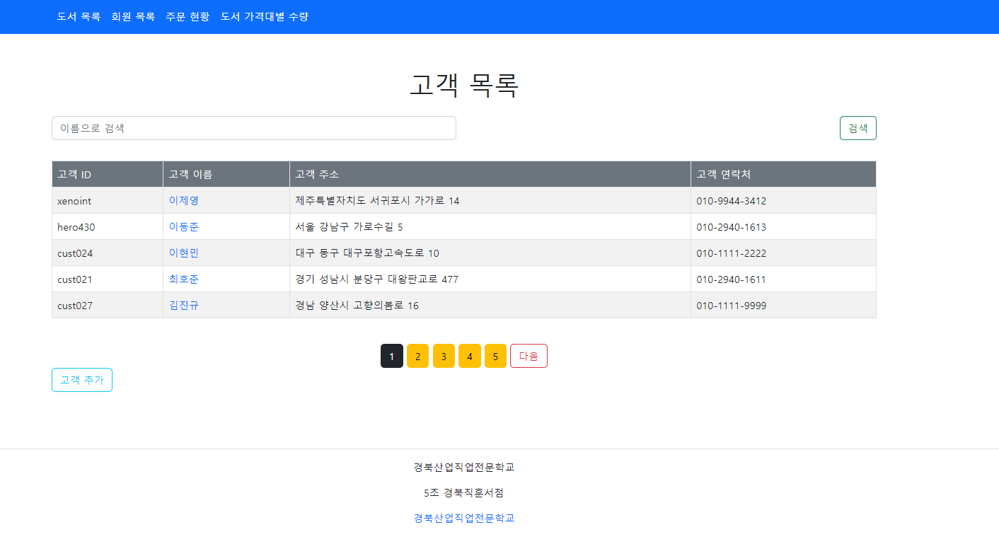 도서 목록 회원 목록 주문 현황 도서 가격대별 수량
고객 목록
이름으로 검색 검색
고객 ID 고객 이름 고객 주소 고객 연락처
xenoint 이제영 제주특별자치도 서귀포시 가가로 14 010-9944-3412
hero430 이동준 서울 강남구 가로수길 5 010-2940-1613
cust024 이현민 대구 동구 대구포항고속도로 10 010-1111-2222
cust021 최호준 경기 성남시 분당구 대왕판교로 477 010-2940-1611
cust027 김진규 경남 양산시 고향의봄로 16 010-1111-9999
1 2 3 4 5 다음
고객 추가
경북산업직업전문학교
5조 경북직훈서점
경북산업직업전문학교